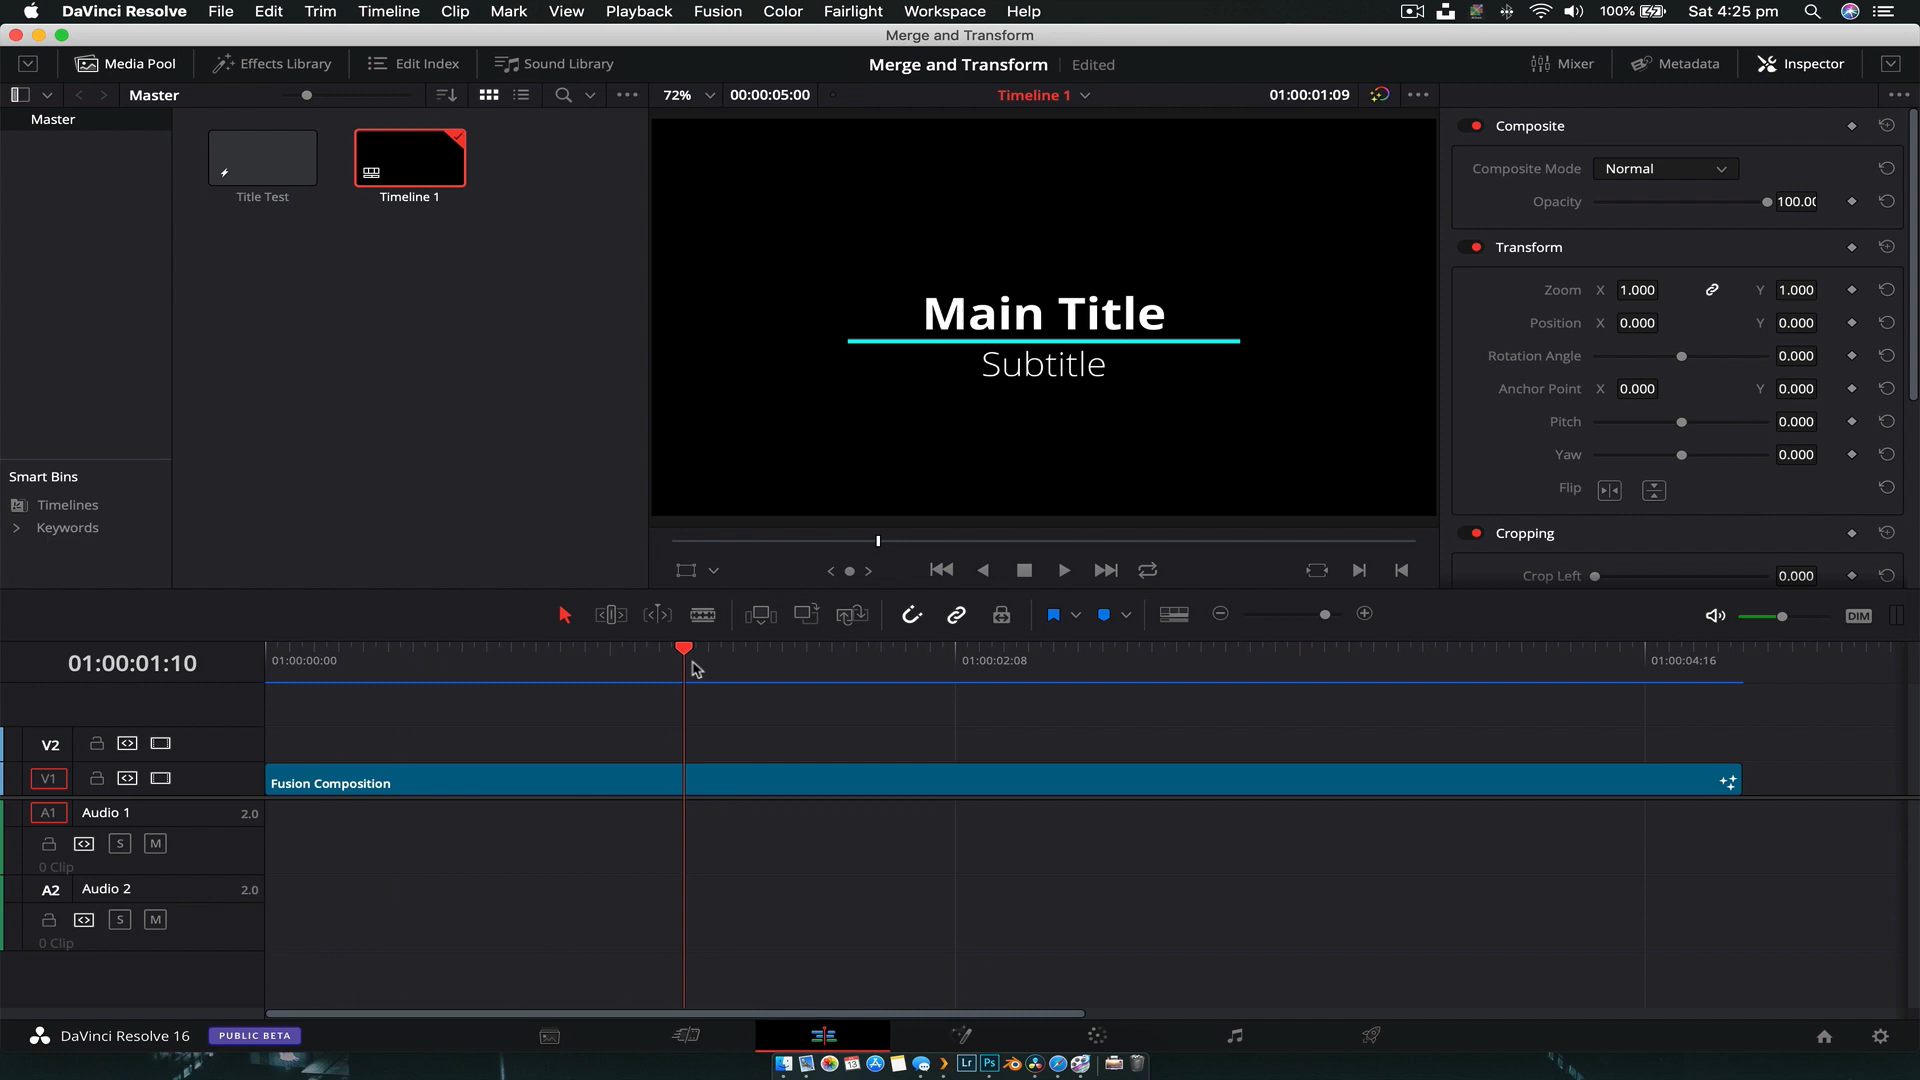 DaVinci Resolve File Edit Trim Timeline Clip Mark View Playback Fusion Color Fairlight Workspace Help 100% Sat 4:25 pm
Merge and Transform
Media Pool Effects Library Edit Index Sound Library Merge and Transform Edited Mixer Metadata Inspector
Master 72% 00:00:05:00 Timeline 1 01:00:01:09
Master
Title Test
Timeline 1
Smart Bins
Timelines
Keywords
Main Title
Subtitle
Composite
Composite Mode Normal
Opacity 100.00
Transform
Zoom X 1.000 Y 1.000
Position X 0.000 Y 0.000
Rotation Angle 0.000
Anchor Point X 0.000 Y 0.000
Pitch 0.000
Yaw 0.000
Flip
Cropping
Crop Left 0.000
DIM
01:00:01:10 01:00:00:00 01:00:02:08 01:00:04:16
V2
V1 Fusion Composition
A1 Audio 1 2.0
S M
0 Clip
A2 Audio 2 2.0
S M
0 Clip
DaVinci Resolve 16 PUBLIC BETA
13 Lr Ps